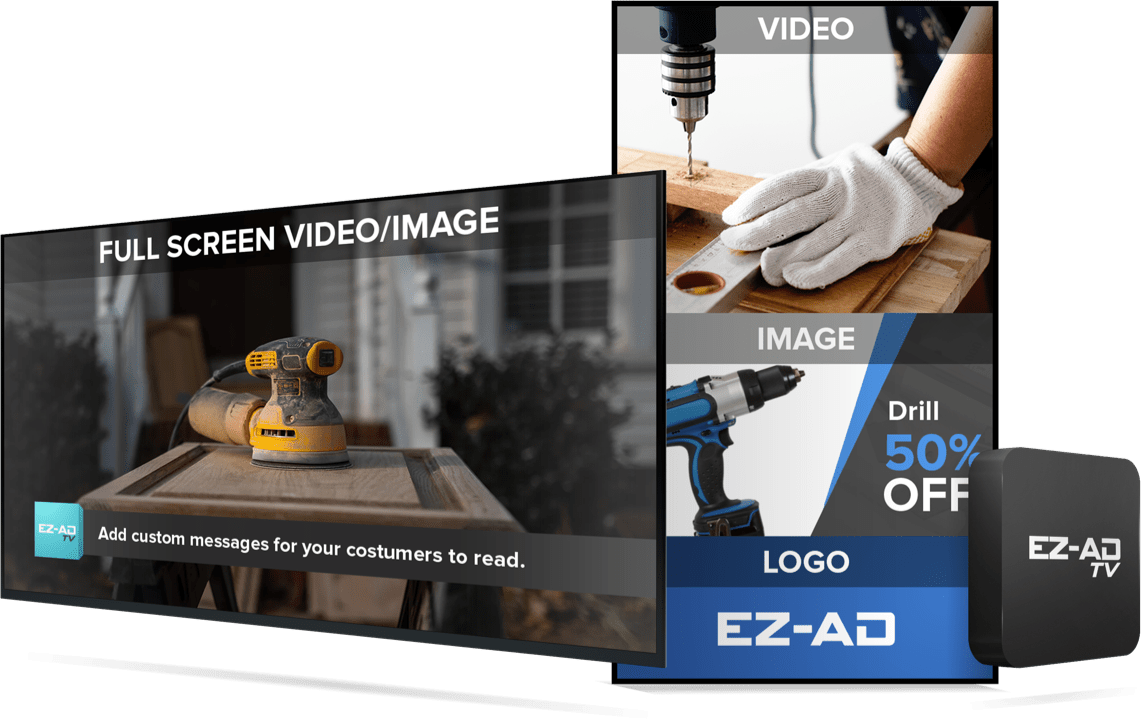 FULL SCREEN VIDEO/IMAGE
EZ-AD
TV
Add custom messages for your costumers to read.
VIDEO
IMAGE
Drill
50%
OFF
LOGO
EZ-AD
EZ-AD
TV